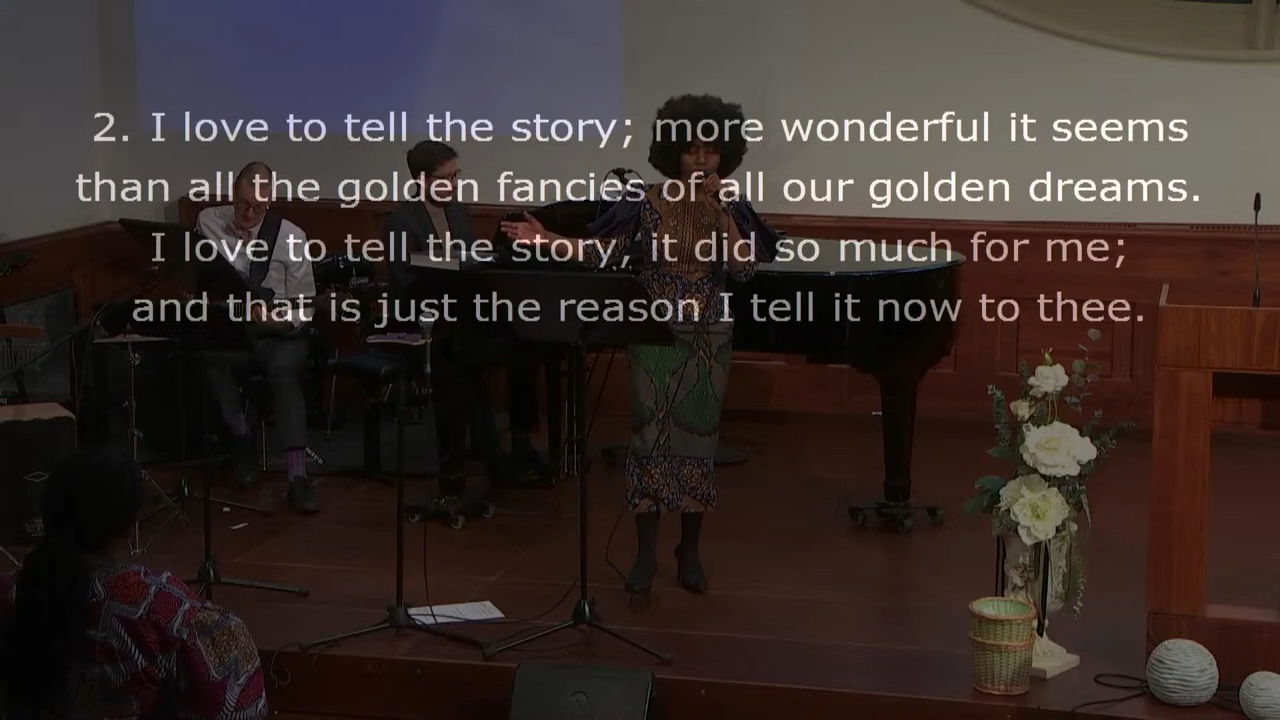 2. I love to tell the story; more wonderful it seems
than all the golden fancies of all our golden dreams.
I love to tell the story, it did so much for me;
and that is just the reason I tell it now to thee.